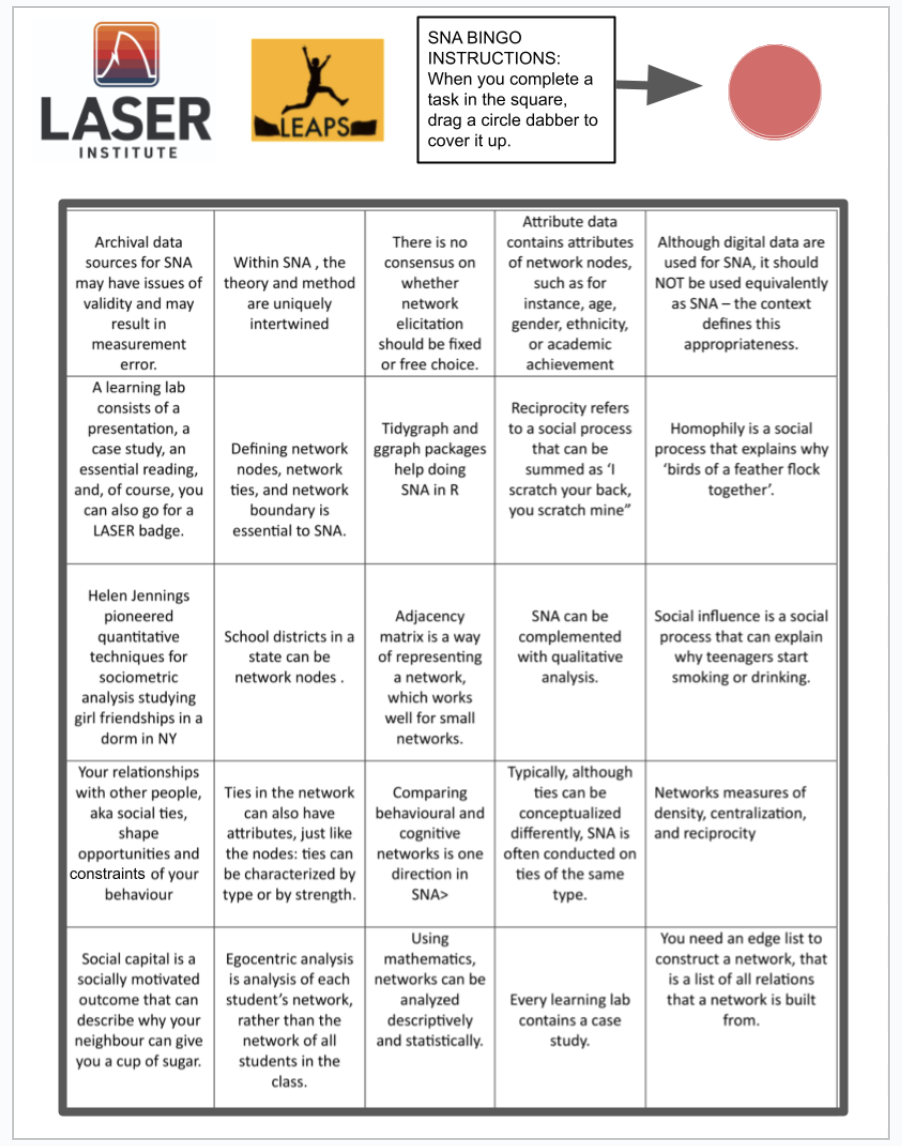 LASER
INSTITUTE
LEAPS
SNA BINGO
INSTRUCTIONS:
When you complete a
task in the square,
drag a circle dabber to
cover it up.
Archival data
sources for SNA
may have issues of
validity and may
result in
measurement
error.
Within SNA , the
theory and method
are uniquely
intertwined
There is no
consensus on
whether
network
elicitation
should be fixed
or free choice.
Attribute data
contains attributes
of network nodes,
such as for
instance, age,
gender, ethnicity,
or academic
achievement
Although digital data are
used for SNA, it should
NOT be used equivalently
as SNA – the context
defines this
appropriateness.
A learning lab
consists of a
presentation, a
case study, an
essential reading,
and, of course, you
can also go for a
LASER badge.
Defining network
nodes, network
ties, and network
boundary is
essential to SNA.
Tidygraph and
ggraph packages
help doing
SNA in R
Reciprocity refers
to a social process
that can be
summed as ‘I
scratch your back,
you scratch mine”
Homophily is a social
process that explains why
‘birds of a feather flock
together’.
Helen Jennings
pioneered
quantitative
techniques for
sociometric
analysis studying
girl friendships in a
dorm in NY
School districts in a
state can be
network nodes .
Adjacency
matrix is a way
of representing
a network,
which works
well for small
networks.
SNA can be
complemented
with qualitative
analysis.
Social influence is a social
process that can explain
why teenagers start
smoking or drinking.
Your relationships
with other people,
aka social ties,
shape
opportunities and
constraints of your
behaviour
Ties in the network
can also have
attributes, just like
the nodes: ties can
be characterized by
type or by strength.
Comparing
behavioural and
cognitive
networks is one
direction in
SNA>
Typically, although
ties can be
conceptualized
differently, SNA is
often conducted on
ties of the same
type.
Networks measures of
density, centralization,
and reciprocity
Social capital is a
socially motivated
outcome that can
describe why your
neighbour can give
you a cup of sugar.
Egocentric analysis
is analysis of each
student’s network,
rather than the
network of all
students in the
class.
Using
mathematics,
networks can be
analyzed
descriptively
and statistically.
Every learning lab
contains a case
study.
You need an edge list to
construct a network, that
is a list of all relations
that a network is built
from.